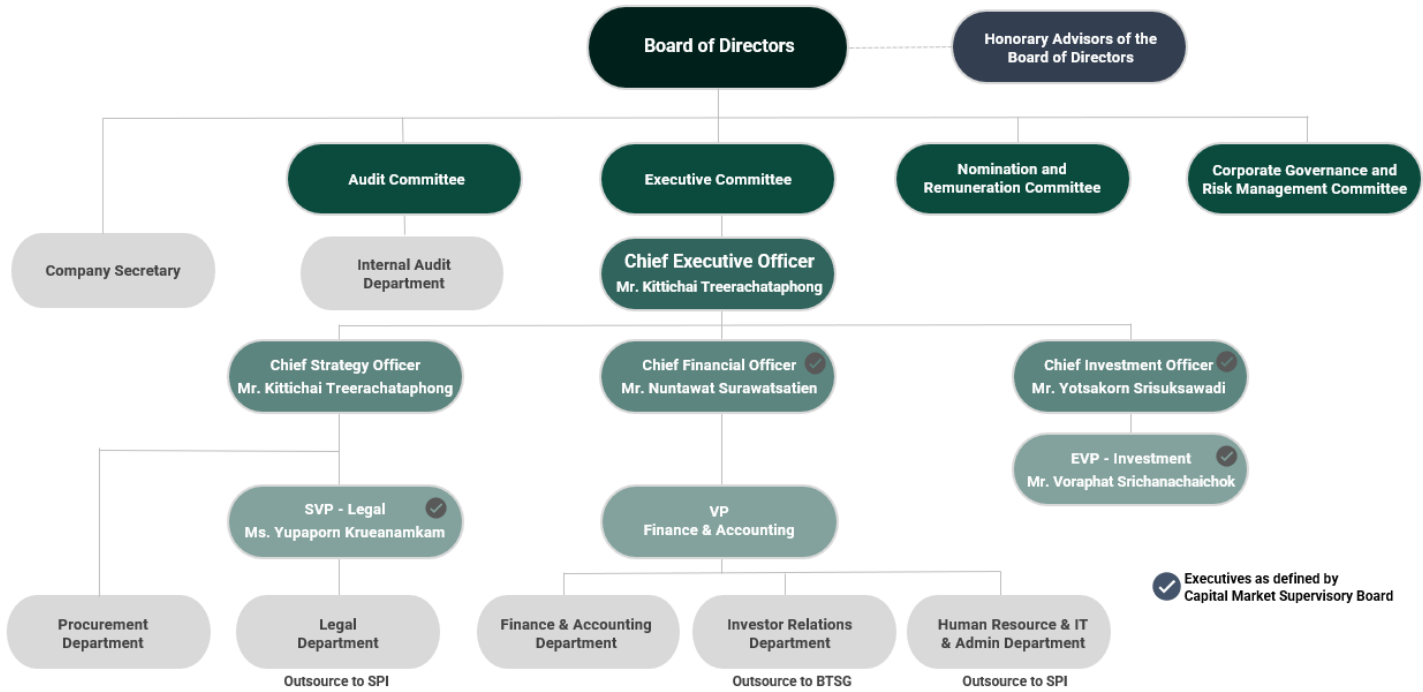 Board of Directors
Honorary Advisors of the
Board of Directors
Audit Committee
Executive Committee
Nomination and
Remuneration Committee
Corporate Governance and
Risk Management Committee
Company Secretary
Internal Audit
Department
Chief Executive Officer
Mr. Kittichai Treerachataphong
Chief Strategy Officer
Mr. Kittichai Treerachataphong
Chief Financial Officer
Mr. Nuntawat Surawatsatien
Chief Investment Officer
Mr. Yotsakorn Srisuksawadi
EVP - Investment
Mr. Voraphat Srichanachaichok
SVP - Legal
Ms. Yupaporn Krueanamkam
VP
Finance & Accounting
Executives as defined by
Capital Market Supervisory Board
Procurement
Department
Legal
Department
Finance & Accounting
Department
Investor Relations
Department
Human Resource & IT
& Admin Department
Outsource to SPI
Outsource to BTSG
Outsource to SPI